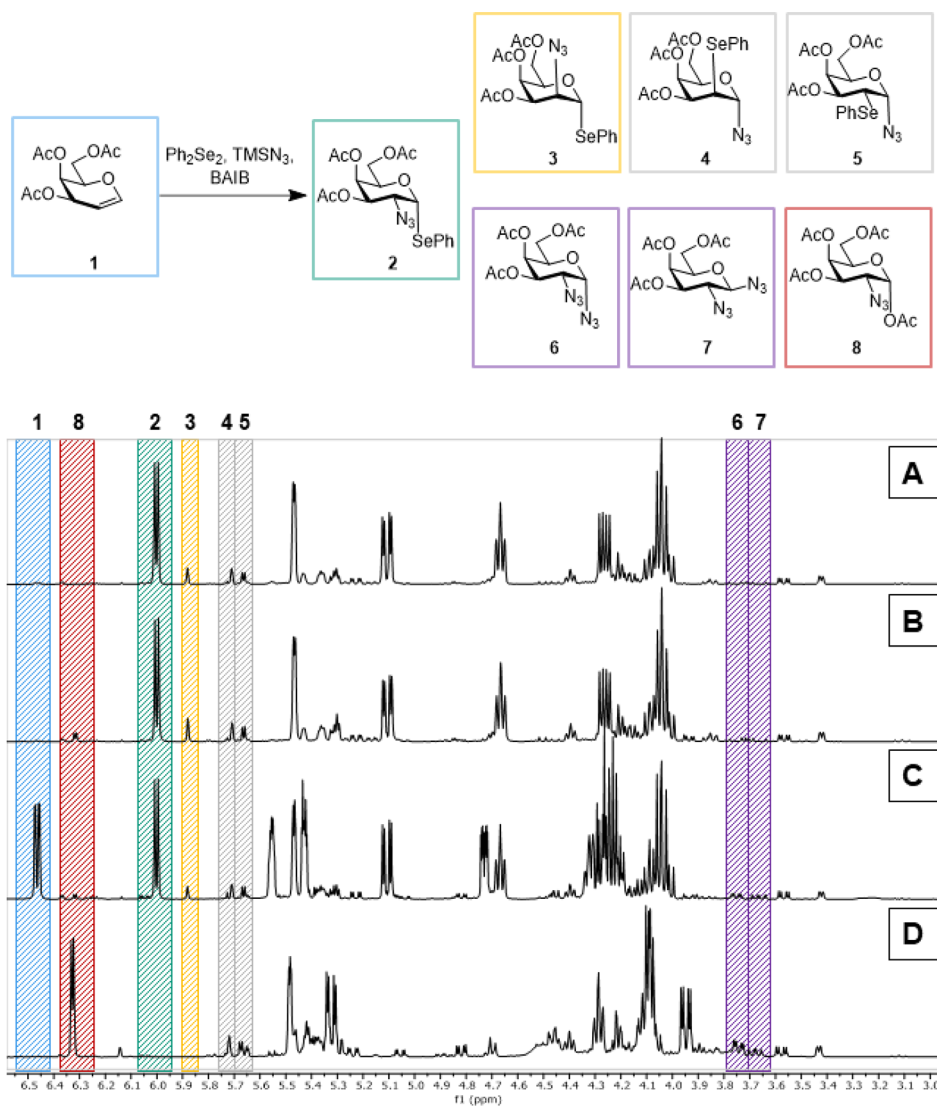 AcO OAc
AcO
1
Ph₂Se₂, TMSN₃,
BAIB
AcO OAc
O
AcO
N₃
SePh
2
AcO OAc N₃
O
AcO
SePh
3
AcO OAc SePh
O
AcO
N₃
4
AcO OAc
O
AcO
PhSe
N₃
5
AcO OAc
O
AcO
N₃
N₃
6
AcO OAc
O
AcO N₃
N₃
7
AcO OAc
O
AcO
N₃
OAc
8
1 8 2 3 4 5 6 7
A
B
C
D
6.5 6.4 6.3 6.2 6.1 6.0 5.9 5.8 5.7 5.6 5.5 5.4 5.3 5.2 5.1 5.0 4.9 4.8 4.7 4.6 4.5 4.4 4.3 4.2 4.1 4.0 3.9 3.8 3.7 3.6 3.5 3.4 3.3 3.2 3.1 3.0
f1 (ppm)